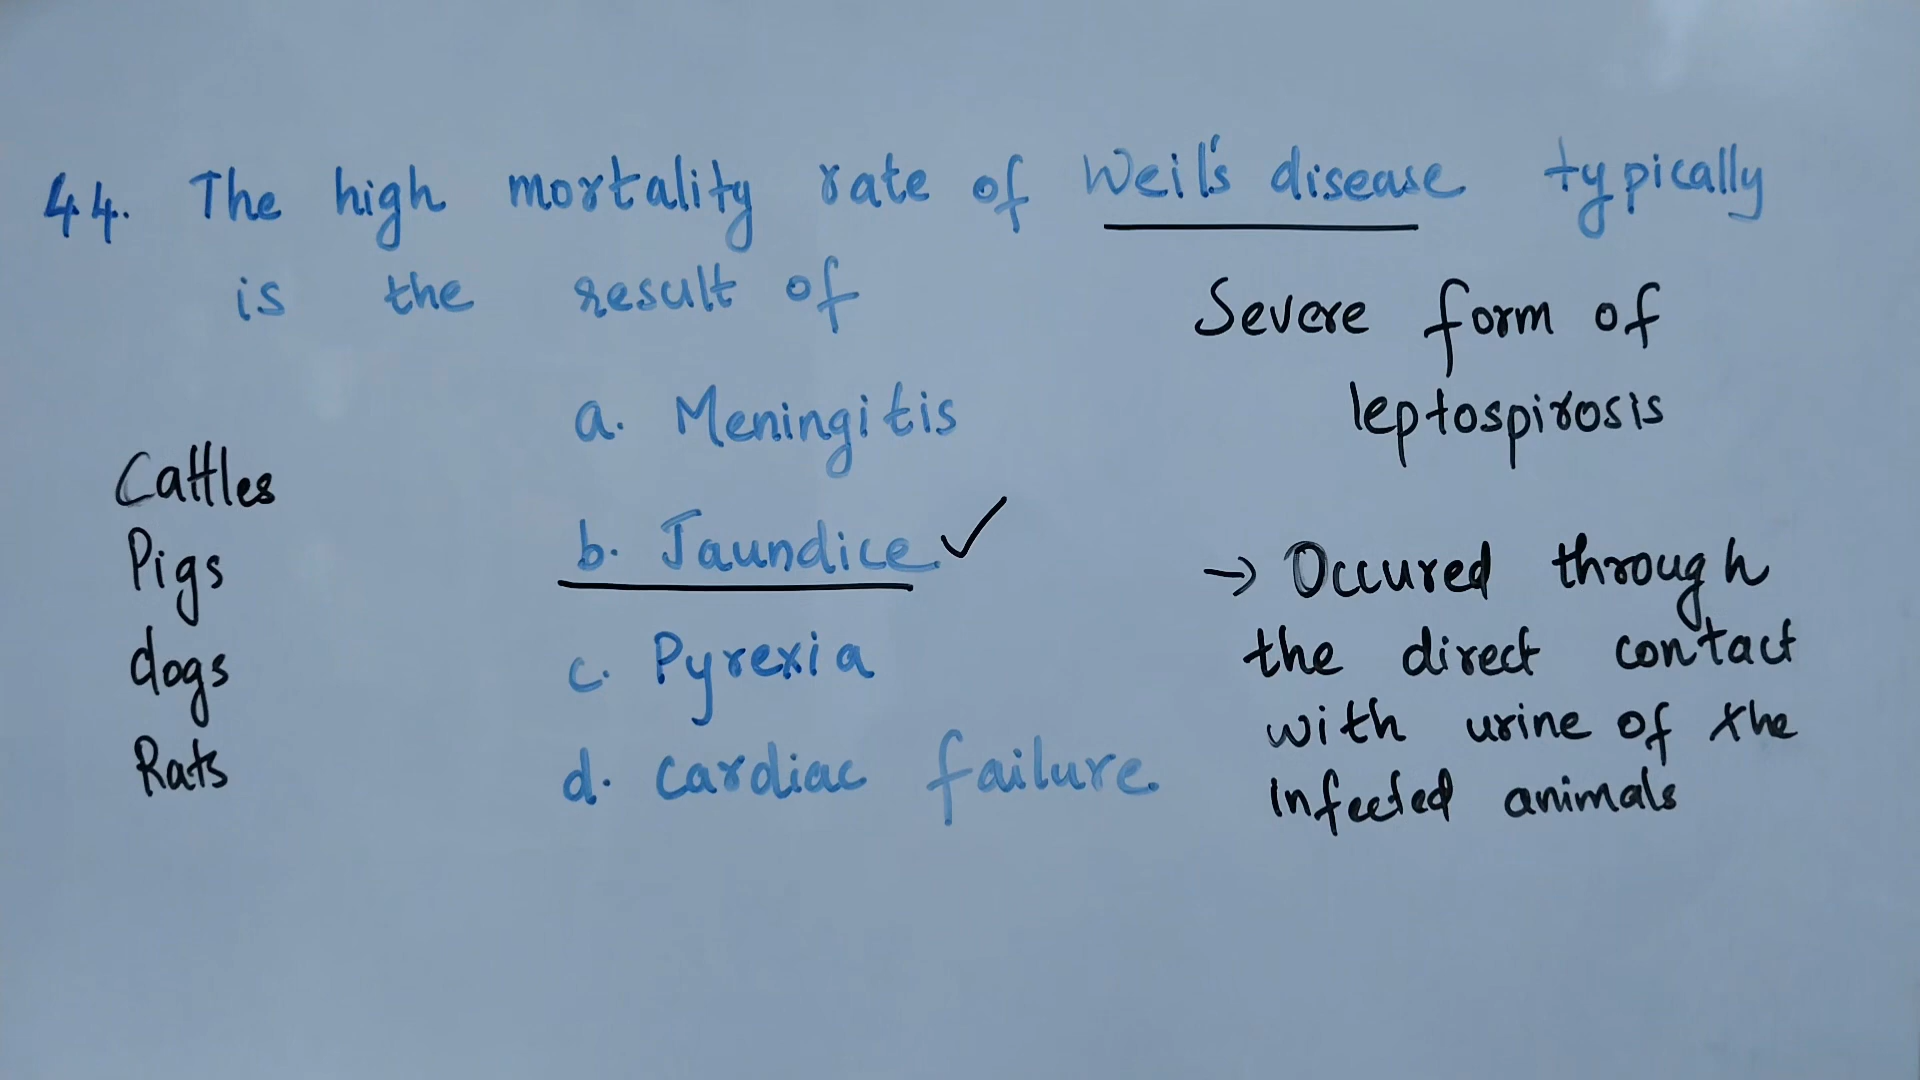 44. The high mortality rate of Weil's disease typically
is the result of
Severe form of
leptospirosis
a. Meningitis
b. Jaundice ✓
c. Pyrexia
d. cardiac failure.
Cattles
Pigs
dogs
Rats
→ Occured through
the direct contact
with urine of the
infected animals